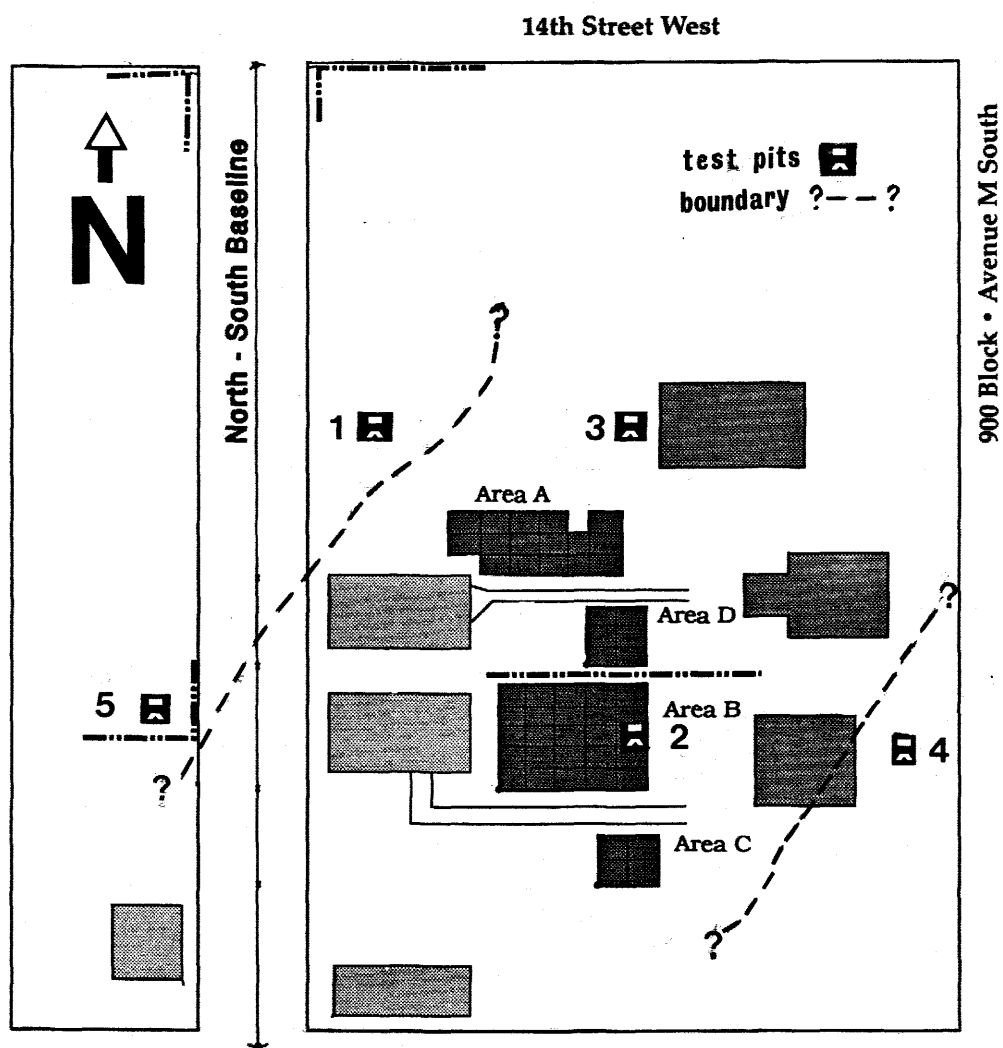 14th Street West
N
North - South Baseline
test pits
boundary ?-- ?
900 Block • Avenue M South
?
1
3
Area A
Area D
?
5
Area B
2
4
?
Area C
?